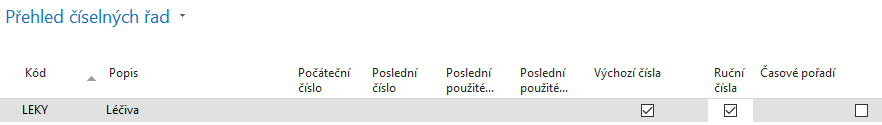 Přehled číselných řad
Kód Popis Počáteční číslo Poslední číslo Poslední použité... Poslední použité... Výchozí čísla Ruční čísla Časové pořadí
LEKY Léčiva